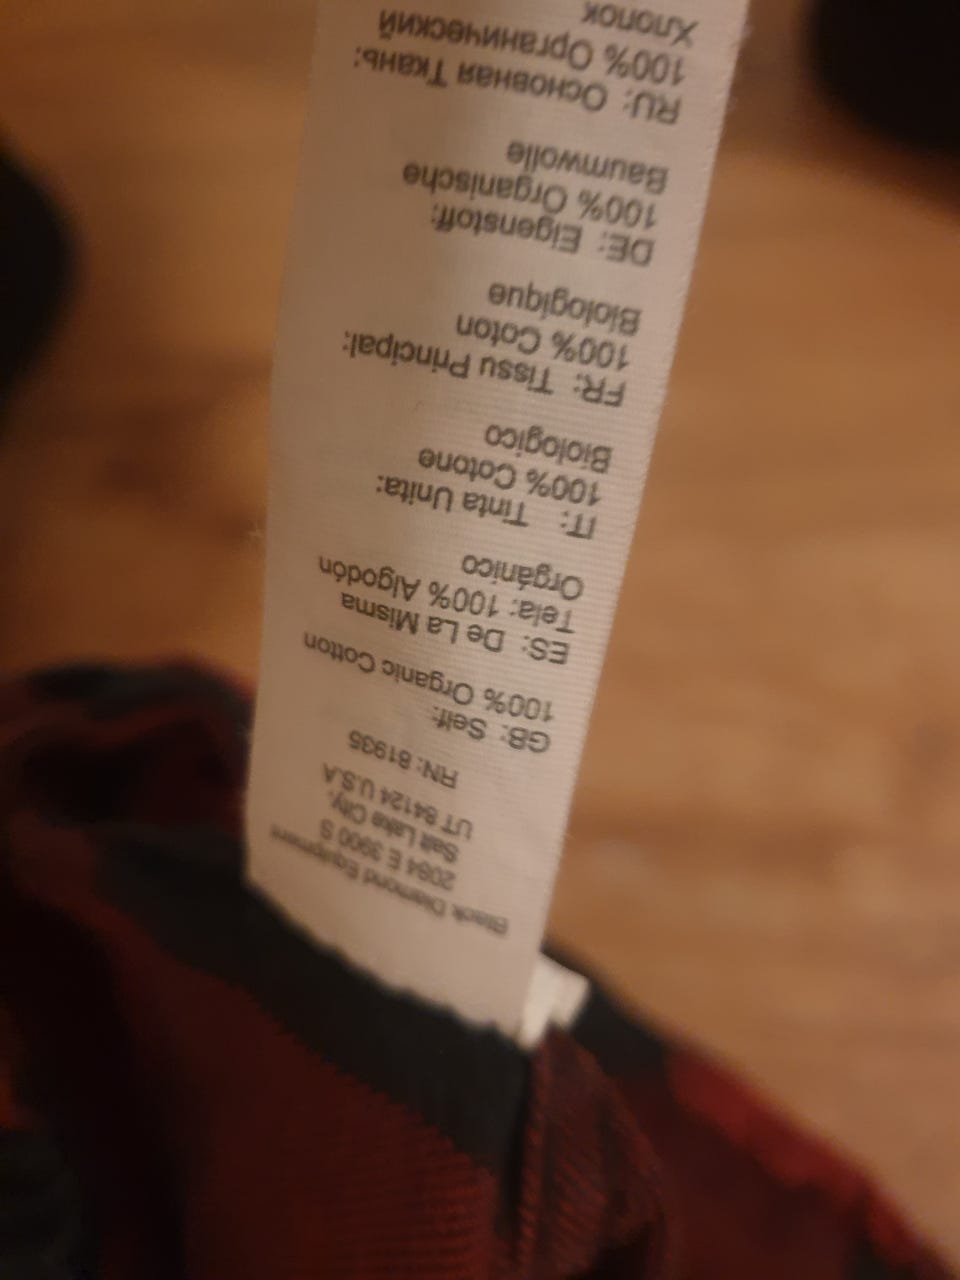 Black Diamond Equipment
2084 E 3900 S
Salt Lake City,
UT 84124 U.S.A
RN: 81935
GB: Self:
100% Organic Cotton
ES: De La Misma
Tela: 100% Algodón
Orgánico
IT: Tinta Unita:
100% Cotone
Biologico
FR: Tissu Principal:
100% Coton
Biologique
DE: Eigenstoff:
100% Organische
Baumwolle
RU: Основная Ткань:
100% Органический
Хлопок